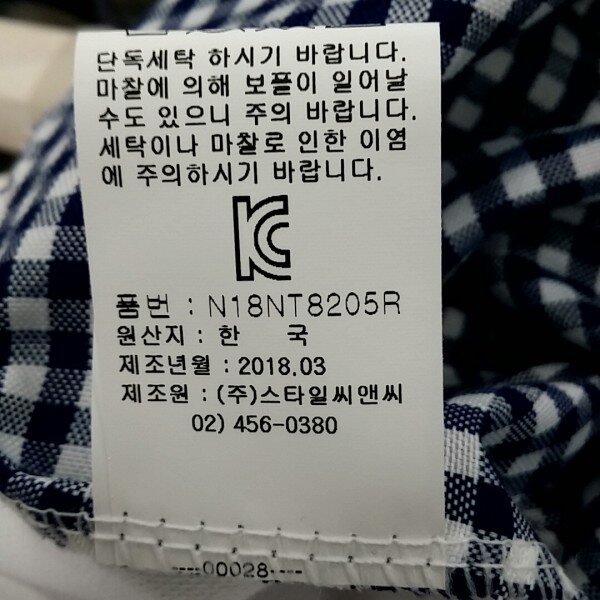 단독세탁 하시기 바랍니다.
마찰에 의해 보플이 일어날
수도 있으니 주의 바랍니다.
세탁이나 마찰로 인한 이염
에 주의하시기 바랍니다.
KC
품번 : N18NT8205R
원산지 : 한 국
제조년월 : 2018.03
제조원 : (주)스타일씨앤씨
02) 456-0380
----00028----